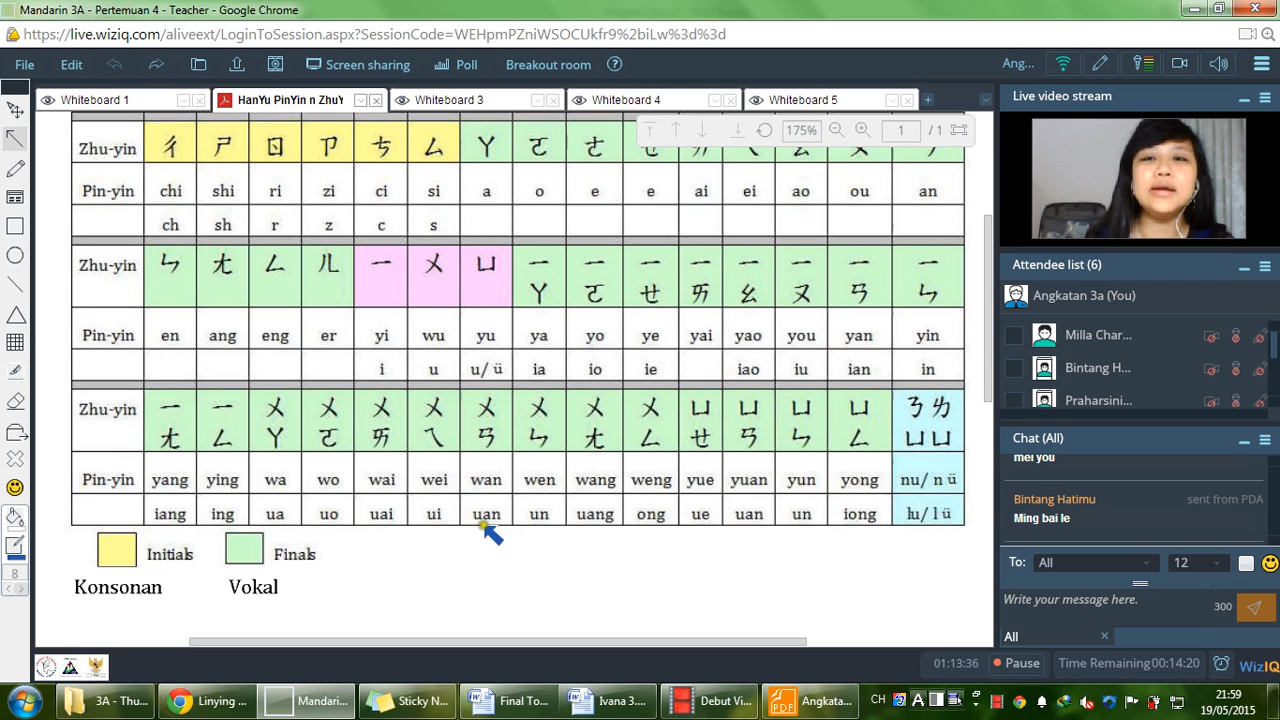 Mandarin 3A - Pertemuan 4 - Teacher - Google Chrome
https://live.wiziq.com/aliveext/LoginToSession.aspx?SessionCode=WEHpmPZniWSOCUkfr9%2biLw%3d%3d
File Edit Screen sharing Poll Breakout room ? Ang...
Whiteboard 1 HanYu PinYin n ZhuY Whiteboard 3 Whiteboard 4 Whiteboard 5
175% 1 / 1
Zhu-yin ㄔ ㄕ ㄖ ㄗ ㄘ ㄙ ㄚ ㄛ ㄜ
Pin-yin chi shi ri zi ci si a o e e ai ei ao ou an
ch sh r z c s
Zhu-yin ㄣ ㄤ ㄥ ㄦ ㄧ ㄨ ㄩ ㄧㄚ ㄧㄛ ㄧㄝ ㄧㄞ ㄧㄠ ㄧㄡ ㄧㄢ ㄧㄣ
Pin-yin en ang eng er yi wu yu ya yo ye yai yao you yan yin
i u u/ ü ia io ie iao iu ian in
Zhu-yin ㄧㄤ ㄧㄥ ㄨㄚ ㄨㄛ ㄨㄞ ㄨㄟ ㄨㄢ ㄨㄣ ㄨㄤ ㄨㄥ ㄩㄝ ㄩㄢ ㄩㄣ ㄩㄥ ㄋㄩ ㄌㄩ
Pin-yin yang ying wa wo wai wei wan wen wang weng yue yuan yun yong nu/ n ü
iang ing ua uo uai ui uan un uang ong ue uan un iong lu/ l ü
Initials Finals
Konsonan Vokal
8
Live video stream
Attendee list (6)
Angkatan 3a (You)
Milla Char...
Bintang H...
Praharsini...
Chat (All)
mei you
Bintang Hatimu sent from PDA
Ming bai le
To: All 12
Write your message here. 300
All
01:13:36 Pause Time Remaining 00:14:20 WizIQ
3A - Thu... Linying ... Mandari... Sticky N... Final To... Ivana 3.... Debut Vi... Angkata... CH
21:59
19/05/2015